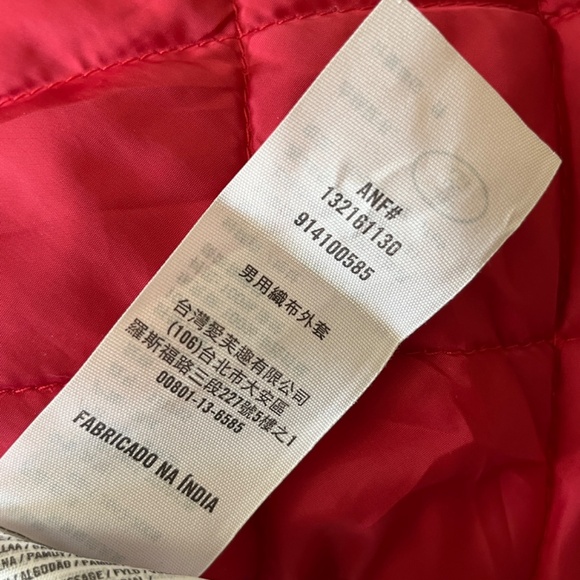 ANF#
132161130
914100585
男用織布外套
台灣愛芙趣有限公司
(106)台北市大安區
羅斯福路三段227號5樓之1
00801-13-6585
FABRICADO NA ÍNDIA
/ ALGODÃO /